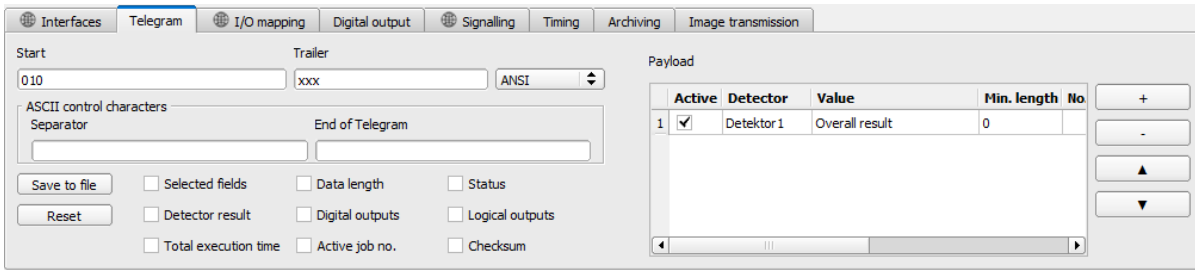 Interfaces Telegram I/O mapping Digital output Signalling Timing Archiving Image transmission
Start Trailer
010 xxx ANSI
ASCII control characters
Separator End of Telegram
Save to file Selected fields Data length Status
Reset Detector result Digital outputs Logical outputs
Total execution time Active job no. Checksum
Payload
Active Detector Value Min. length No.
1 Detektor1 Overall result 0
+
-
▲
▼